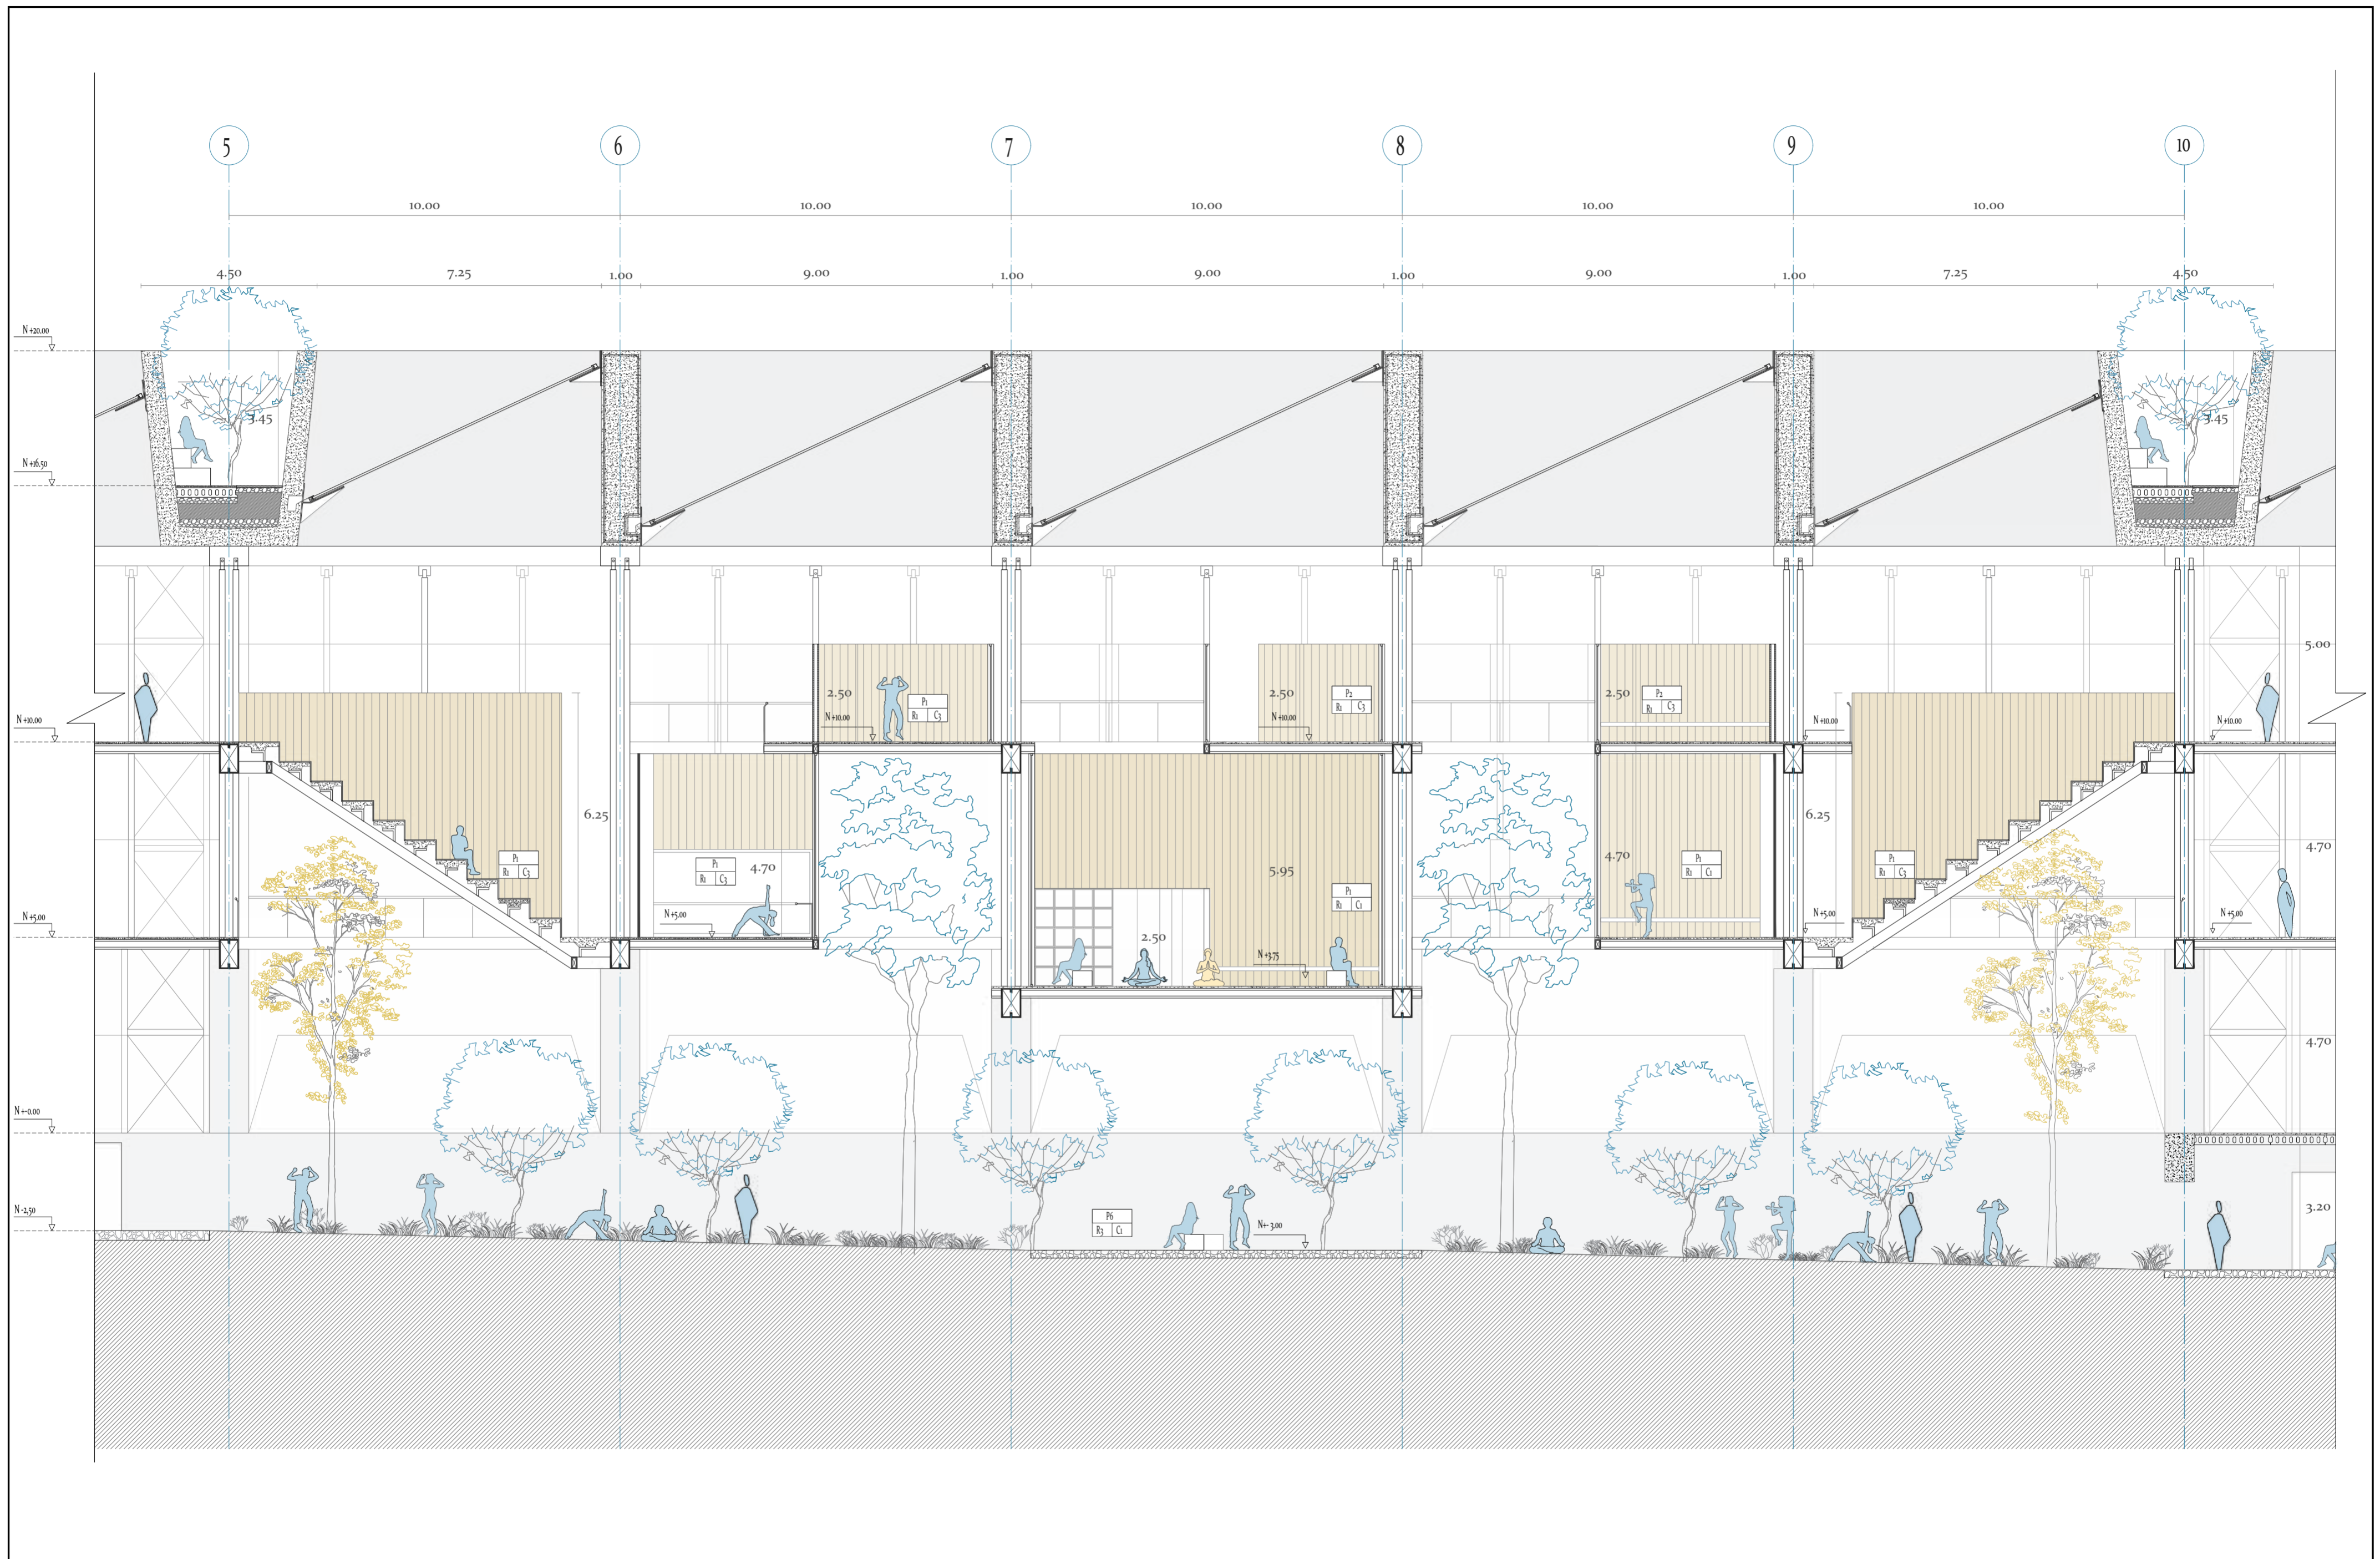 5 6 7 8 9 10
10.00 10.00 10.00 10.00 10.00
4.50 7.25 1.00 9.00 1.00 9.00 1.00 9.00 1.00 7.25 4.50
N +20.00
3.45 3.45
N +16.50
5.00
2.50 P1 2.50 P2 2.50 P2
R1 C3 R1 C3 R1 C3
N +10.00 N +10.00 N +10.00 N +10.00 N +10.00
6.25 6.25
4.70
P1 P1 4.70 5.95 4.70 P1 P1
R1 C3 R1 C3 R1 C1 R1 C3
P1
R1 C1
N +5.00 N +5.00 N +5.00 N +5.00
2.50
N +3.75
4.70
N +-0.00
N -2,50
P6
R3 C1
N+- 3.00
3.20